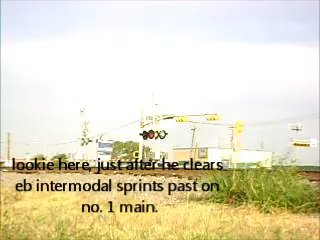 lookie here, just after he clears
eb intermodal sprints past on
no. 1 main.